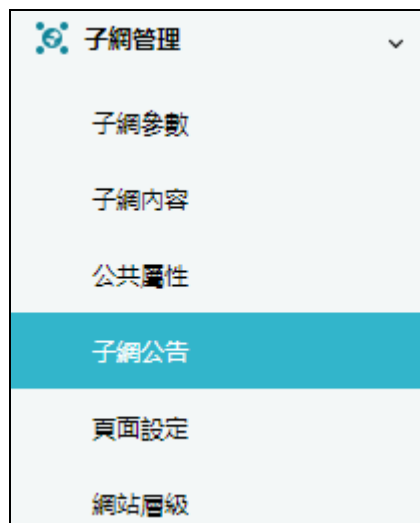 子網管理
子網參數
子網內容
公共屬性
子網公告
頁面設定
網站層級